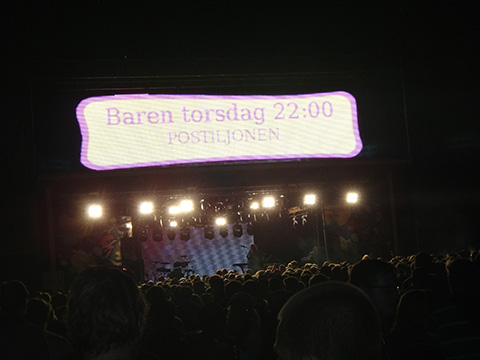 Baren torsdag 22:00
POSTILJONEN